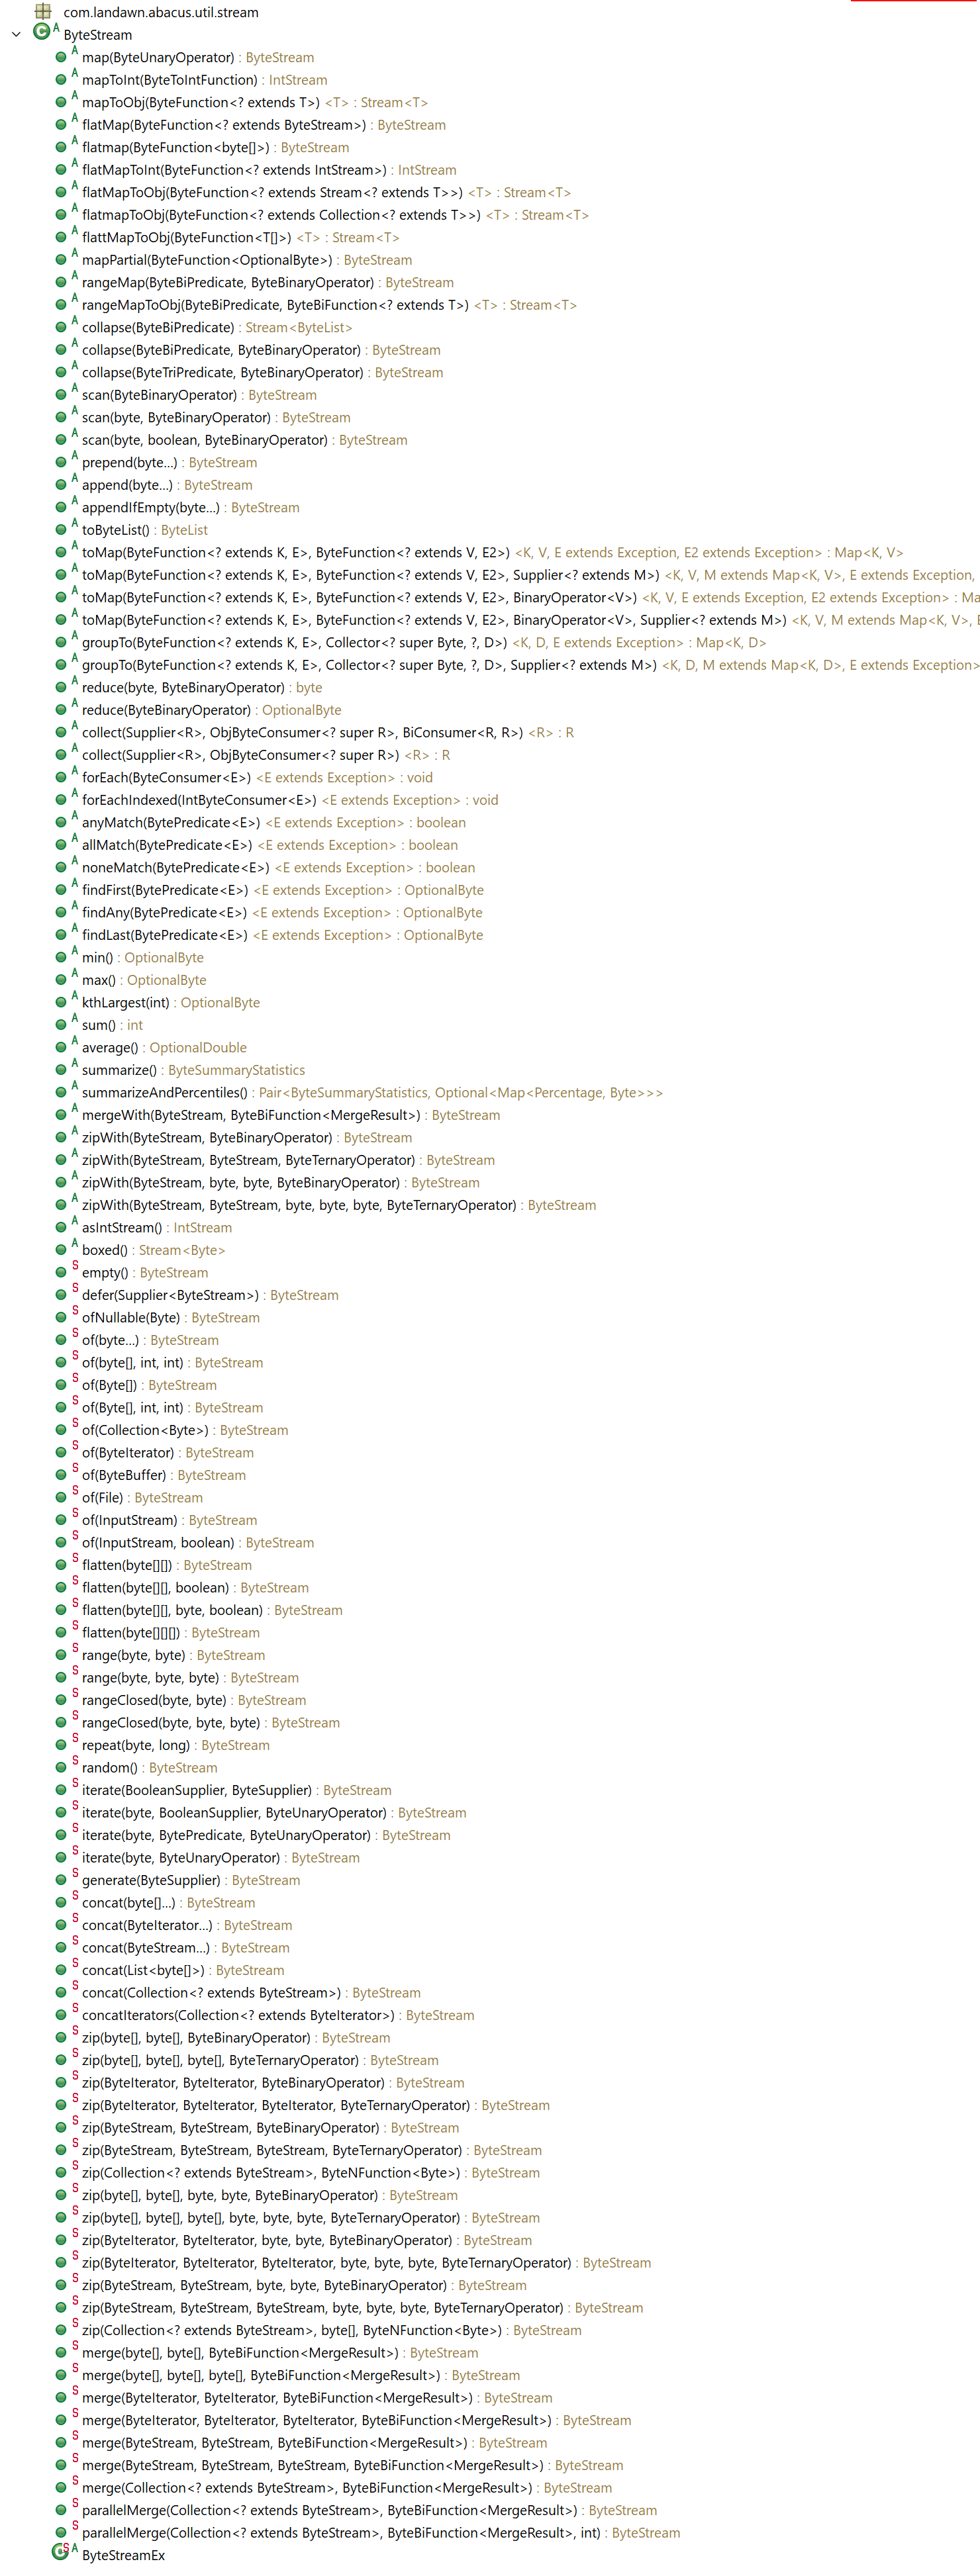 com.landawn.abacus.util.stream
ByteStream
map(ByteUnaryOperator) : ByteStream
mapToInt(ByteToIntFunction) : IntStream
mapToObj(ByteFunction<? extends T>) <T> : Stream<T>
flatMap(ByteFunction<? extends ByteStream>) : ByteStream
flatmap(ByteFunction<byte[]>) : ByteStream
flatMapToInt(ByteFunction<? extends IntStream>) : IntStream
flatMapToObj(ByteFunction<? extends Stream<? extends T>>) <T> : Stream<T>
flatmapToObj(ByteFunction<? extends Collection<? extends T>>) <T> : Stream<T>
flattMapToObj(ByteFunction<T[]>) <T> : Stream<T>
mapPartial(ByteFunction<OptionalByte>) : ByteStream
rangeMap(ByteBiPredicate, ByteBinaryOperator) : ByteStream
rangeMapToObj(ByteBiPredicate, ByteBiFunction<? extends T>) <T> : Stream<T>
collapse(ByteBiPredicate) : Stream<ByteList>
collapse(ByteBiPredicate, ByteBinaryOperator) : ByteStream
collapse(ByteTriPredicate, ByteBinaryOperator) : ByteStream
scan(ByteBinaryOperator) : ByteStream
scan(byte, ByteBinaryOperator) : ByteStream
scan(byte, boolean, ByteBinaryOperator) : ByteStream
prepend(byte...) : ByteStream
append(byte...) : ByteStream
appendIfEmpty(byte...) : ByteStream
toByteList() : ByteList
toMap(ByteFunction<? extends K, E>, ByteFunction<? extends V, E2>) <K, V, E extends Exception, E2 extends Exception> : Map<K, V>
toMap(ByteFunction<? extends K, E>, ByteFunction<? extends V, E2>, Supplier<? extends M>) <K, V, M extends Map<K, V>, E extends Exception,
toMap(ByteFunction<? extends K, E>, ByteFunction<? extends V, E2>, BinaryOperator<V>) <K, V, E extends Exception, E2 extends Exception> : Ma
toMap(ByteFunction<? extends K, E>, ByteFunction<? extends V, E2>, BinaryOperator<V>, Supplier<? extends M>) <K, V, M extends Map<K, V>, E
groupTo(ByteFunction<? extends K, E>, Collector<? super Byte, ?, D>) <K, D, E extends Exception> : Map<K, D>
groupTo(ByteFunction<? extends K, E>, Collector<? super Byte, ?, D>, Supplier<? extends M>) <K, D, M extends Map<K, D>, E extends Exception>
reduce(byte, ByteBinaryOperator) : byte
reduce(ByteBinaryOperator) : OptionalByte
collect(Supplier<R>, ObjByteConsumer<? super R>, BiConsumer<R, R>) <R> : R
collect(Supplier<R>, ObjByteConsumer<? super R>) <R> : R
forEach(ByteConsumer<E>) <E extends Exception> : void
forEachIndexed(IntByteConsumer<E>) <E extends Exception> : void
anyMatch(BytePredicate<E>) <E extends Exception> : boolean
allMatch(BytePredicate<E>) <E extends Exception> : boolean
noneMatch(BytePredicate<E>) <E extends Exception> : boolean
findFirst(BytePredicate<E>) <E extends Exception> : OptionalByte
findAny(BytePredicate<E>) <E extends Exception> : OptionalByte
findLast(BytePredicate<E>) <E extends Exception> : OptionalByte
min() : OptionalByte
max() : OptionalByte
kthLargest(int) : OptionalByte
sum() : int
average() : OptionalDouble
summarize() : ByteSummaryStatistics
summarizeAndPercentiles() : Pair<ByteSummaryStatistics, Optional<Map<Percentage, Byte>>>
mergeWith(ByteStream, ByteBiFunction<MergeResult>) : ByteStream
zipWith(ByteStream, ByteBinaryOperator) : ByteStream
zipWith(ByteStream, ByteStream, ByteTernaryOperator) : ByteStream
zipWith(ByteStream, byte, byte, ByteBinaryOperator) : ByteStream
zipWith(ByteStream, ByteStream, byte, byte, byte, ByteTernaryOperator) : ByteStream
asIntStream() : IntStream
boxed() : Stream<Byte>
empty() : ByteStream
defer(Supplier<ByteStream>) : ByteStream
ofNullable(Byte) : ByteStream
of(byte...) : ByteStream
of(byte[], int, int) : ByteStream
of(Byte[]) : ByteStream
of(Byte[], int, int) : ByteStream
of(Collection<Byte>) : ByteStream
of(ByteIterator) : ByteStream
of(ByteBuffer) : ByteStream
of(File) : ByteStream
of(InputStream) : ByteStream
of(InputStream, boolean) : ByteStream
flatten(byte[][]) : ByteStream
flatten(byte[][], boolean) : ByteStream
flatten(byte[][], byte, boolean) : ByteStream
flatten(byte[][][]) : ByteStream
range(byte, byte) : ByteStream
range(byte, byte, byte) : ByteStream
rangeClosed(byte, byte) : ByteStream
rangeClosed(byte, byte, byte) : ByteStream
repeat(byte, long) : ByteStream
random() : ByteStream
iterate(BooleanSupplier, ByteSupplier) : ByteStream
iterate(byte, BooleanSupplier, ByteUnaryOperator) : ByteStream
iterate(byte, BytePredicate, ByteUnaryOperator) : ByteStream
iterate(byte, ByteUnaryOperator) : ByteStream
generate(ByteSupplier) : ByteStream
concat(byte[]...) : ByteStream
concat(ByteIterator...) : ByteStream
concat(ByteStream...) : ByteStream
concat(List<byte[]>) : ByteStream
concat(Collection<? extends ByteStream>) : ByteStream
concatIterators(Collection<? extends ByteIterator>) : ByteStream
zip(byte[], byte[], ByteBinaryOperator) : ByteStream
zip(byte[], byte[], byte[], ByteTernaryOperator) : ByteStream
zip(ByteIterator, ByteIterator, ByteBinaryOperator) : ByteStream
zip(ByteIterator, ByteIterator, ByteIterator, ByteTernaryOperator) : ByteStream
zip(ByteStream, ByteStream, ByteBinaryOperator) : ByteStream
zip(ByteStream, ByteStream, ByteStream, ByteTernaryOperator) : ByteStream
zip(Collection<? extends ByteStream>, ByteNFunction<Byte>) : ByteStream
zip(byte[], byte[], byte, byte, ByteBinaryOperator) : ByteStream
zip(byte[], byte[], byte[], byte, byte, byte, ByteTernaryOperator) : ByteStream
zip(ByteIterator, ByteIterator, byte, byte, ByteBinaryOperator) : ByteStream
zip(ByteIterator, ByteIterator, ByteIterator, byte, byte, byte, ByteTernaryOperator) : ByteStream
zip(ByteStream, ByteStream, byte, byte, ByteBinaryOperator) : ByteStream
zip(ByteStream, ByteStream, ByteStream, byte, byte, byte, ByteTernaryOperator) : ByteStream
zip(Collection<? extends ByteStream>, byte[], ByteNFunction<Byte>) : ByteStream
merge(byte[], byte[], ByteBiFunction<MergeResult>) : ByteStream
merge(byte[], byte[], byte[], ByteBiFunction<MergeResult>) : ByteStream
merge(ByteIterator, ByteIterator, ByteBiFunction<MergeResult>) : ByteStream
merge(ByteIterator, ByteIterator, ByteIterator, ByteBiFunction<MergeResult>) : ByteStream
merge(ByteStream, ByteStream, ByteBiFunction<MergeResult>) : ByteStream
merge(ByteStream, ByteStream, ByteStream, ByteBiFunction<MergeResult>) : ByteStream
merge(Collection<? extends ByteStream>, ByteBiFunction<MergeResult>) : ByteStream
parallelMerge(Collection<? extends ByteStream>, ByteBiFunction<MergeResult>) : ByteStream
parallelMerge(Collection<? extends ByteStream>, ByteBiFunction<MergeResult>, int) : ByteStream
ByteStreamEx